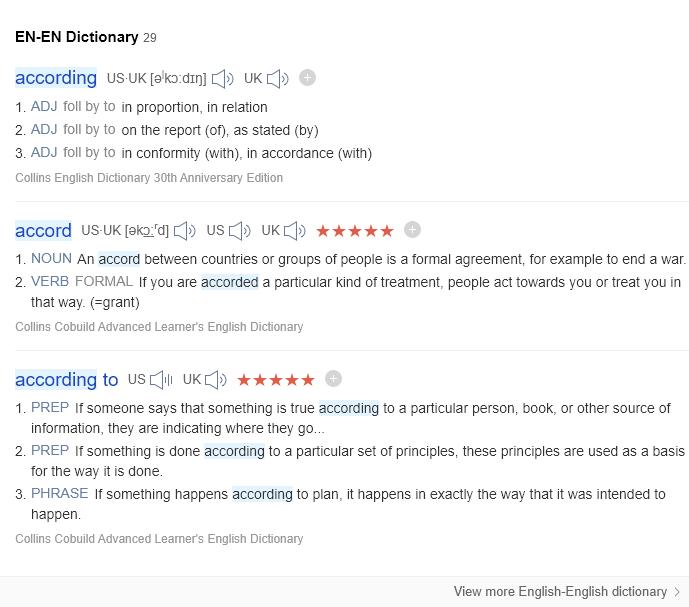 EN-EN Dictionary 29
according US·UK [əˈkɔːdɪŋ] UK
1. ADJ foll by to in proportion, in relation
2. ADJ foll by to on the report (of), as stated (by)
3. ADJ foll by to in conformity (with), in accordance (with)
Collins English Dictionary 30th Anniversary Edition
accord US·UK [əkɔːʳd] US UK ★★★★★
1. NOUN An accord between countries or groups of people is a formal agreement, for example to end a war.
2. VERB FORMAL If you are accorded a particular kind of treatment, people act towards you or treat you in
that way. (=grant)
Collins Cobuild Advanced Learner's English Dictionary
according to US UK ★★★★★
1. PREP If someone says that something is true according to a particular person, book, or other source of
information, they are indicating where they go...
2. PREP If something is done according to a particular set of principles, these principles are used as a basis
for the way it is done.
3. PHRASE If something happens according to plan, it happens in exactly the way that it was intended to
happen.
Collins Cobuild Advanced Learner's English Dictionary
View more English-English dictionary